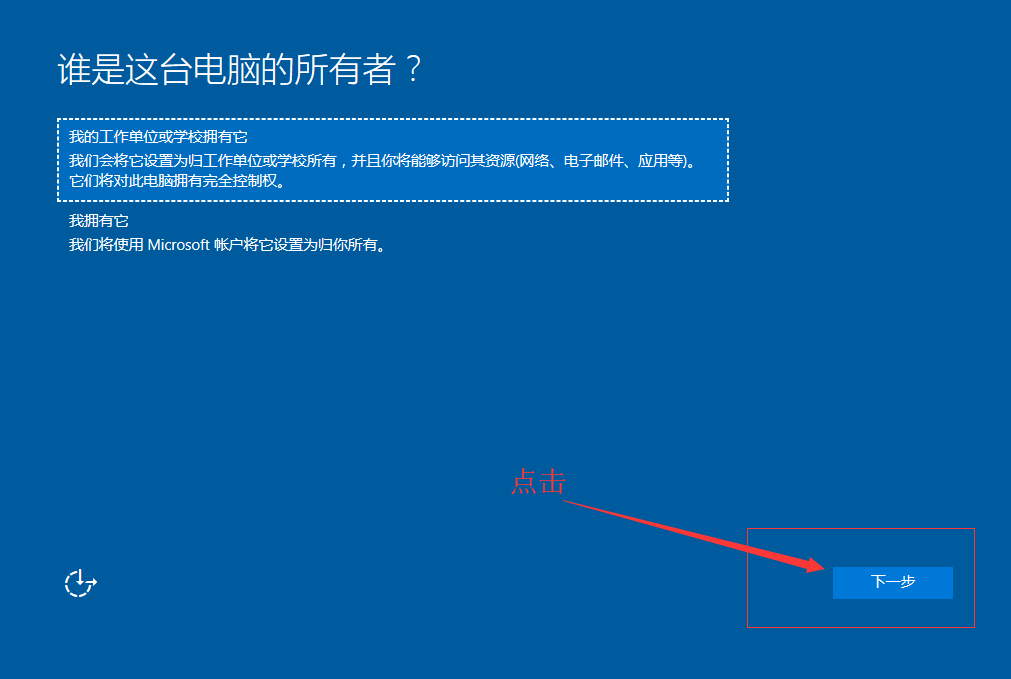 谁是这台电脑的所有者？
我的工作单位或学校拥有它
我们会将它设置为归工作单位或学校所有，并且你将能够访问其资源(网络、电子邮件、应用等)。
它们将对此电脑拥有完全控制权。
我拥有它
我们将使用 Microsoft 帐户将它设置为归你所有。
点击
下一步